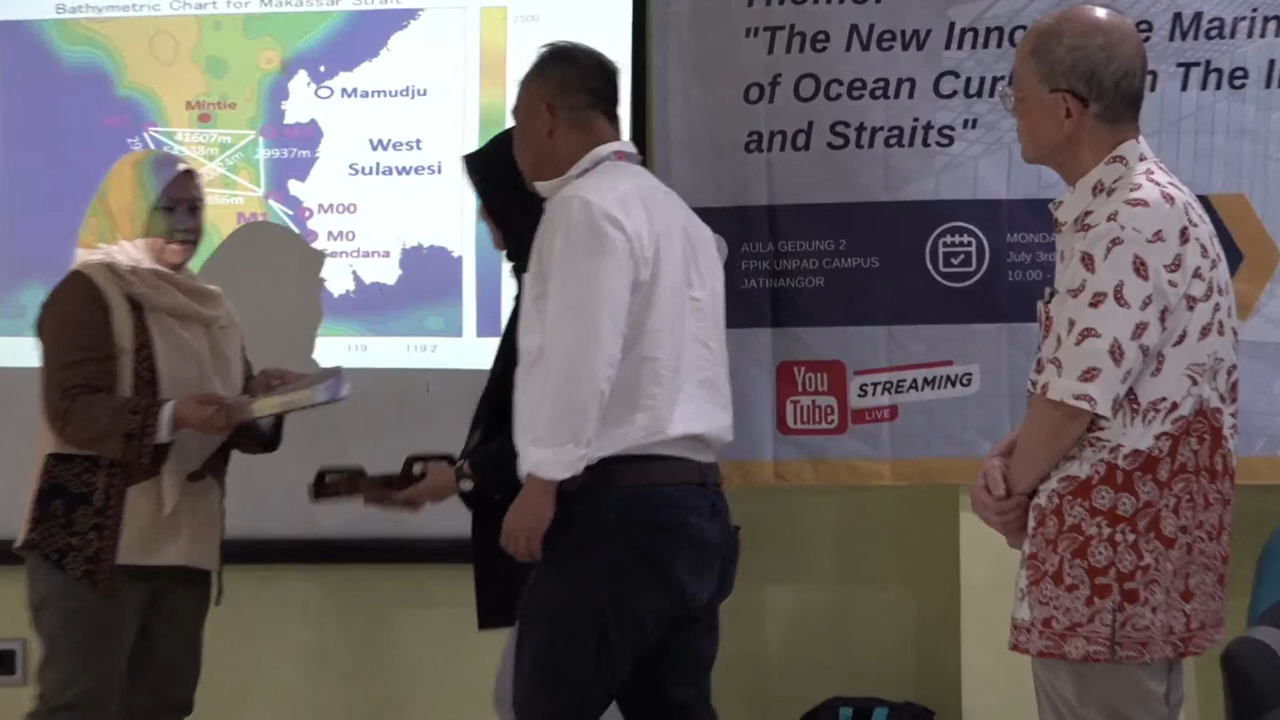 Bathymetric Chart for Makassar Strait
2500
Mamudju
Mintie
41607m
29937m
West
Sulawesi
M00
M1
M0
Sendana
119
119 2
"The New Inno
e Marin
of Ocean Cur
n The I
and Straits"
AULA GEDUNG 2
FPIK UNPAD CAMPUS
JATINANGOR
MONDA
July 3rd
10.00 -
You
Tube
STREAMING
LIVE